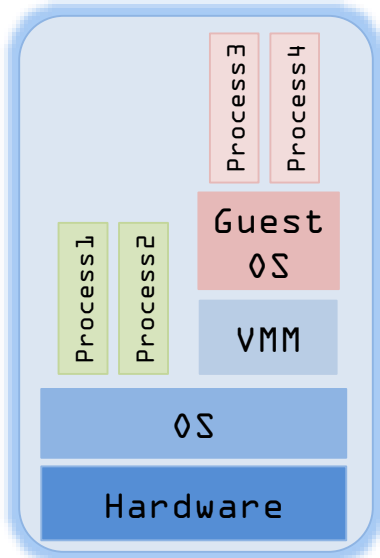 Process3
Process4
Guest
OS
Process1
Process2
VMM
OS
Hardware